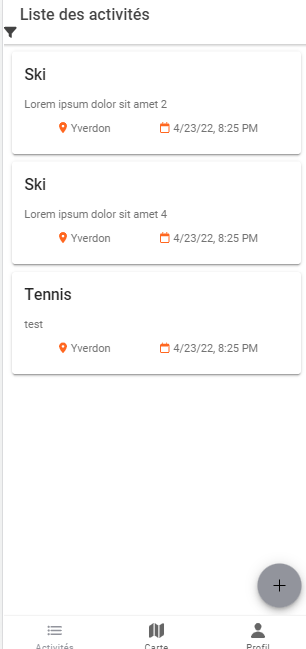 Liste des activités
Ski
Lorem ipsum dolor sit amet 2
Yverdon 4/23/22, 8:25 PM
Ski
Lorem ipsum dolor sit amet 4
Yverdon 4/23/22, 8:25 PM
Tennis
test
Yverdon 4/23/22, 8:25 PM
Activités Carte Profil